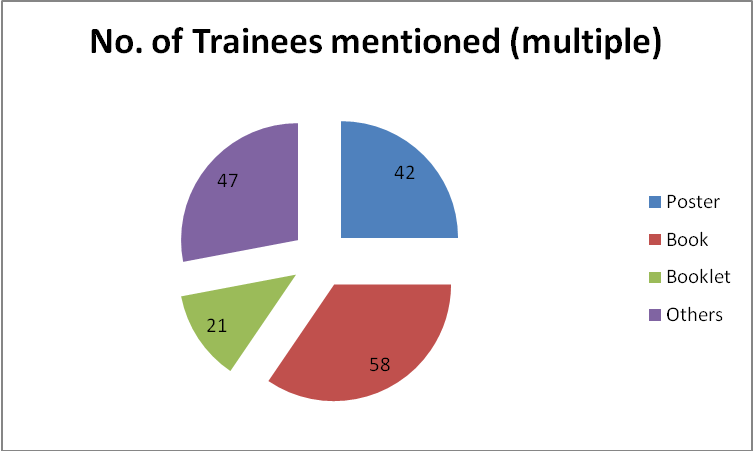 No. of Trainees mentioned (multiple)
47
42
21
58
Poster
Book
Booklet
Others